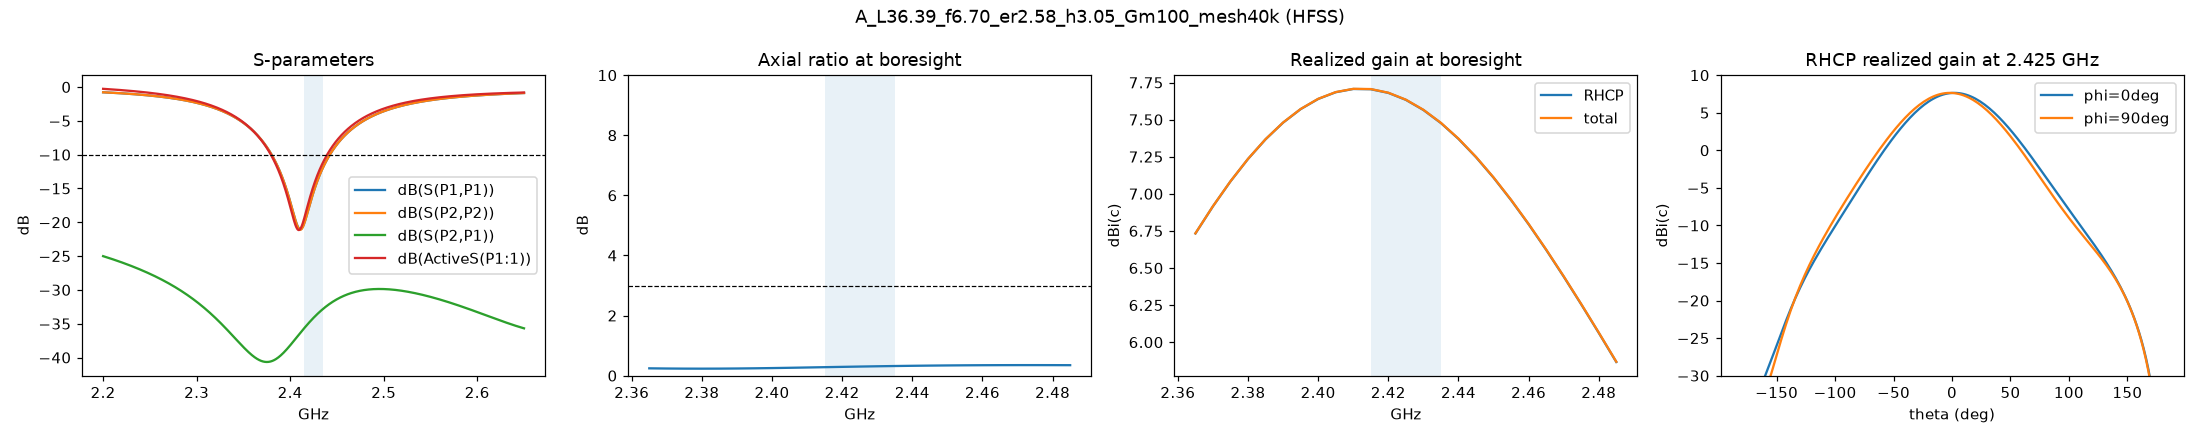 A_L36.39_f6.70_er2.58_h3.05_Gm100_mesh40k (HFSS)
S-parameters
0
−5
−10
−15
−20
−25
−30
−35
−40
dB
2.2 2.3 2.4 2.5 2.6
GHz
dB(S(P1,P1))
dB(S(P2,P2))
dB(S(P2,P1))
dB(ActiveS(P1:1))
Axial ratio at boresight
10
8
6
4
2
0
dB
2.36 2.38 2.40 2.42 2.44 2.46 2.48
GHz
Realized gain at boresight
7.75
7.50
7.25
7.00
6.75
6.50
6.25
6.00
dBi(c)
2.36 2.38 2.40 2.42 2.44 2.46 2.48
GHz
RHCP
total
RHCP realized gain at 2.425 GHz
10
5
0
−5
−10
−15
−20
−25
−30
dBi(c)
−150 −100 −50 0 50 100 150
theta (deg)
phi=0deg
phi=90deg